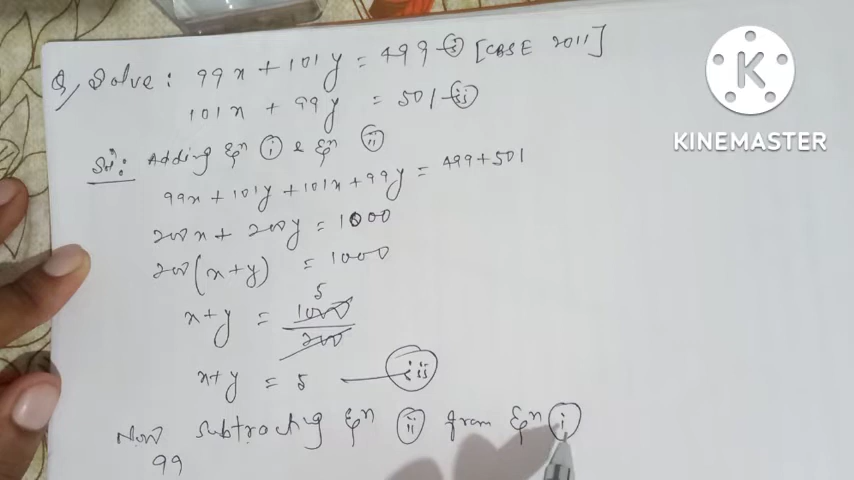 Q, Solve: 99x + 101y = 499 - (i) [CBSE 2011]
101x + 99y = 501 - (ii)
Sol: Adding Eqn (i) & Eqn (ii)
99x + 101y + 101x + 99y = 499 + 501
200x + 200y = 1000
200(x+y) = 1000
5
x+y = 1000/200
x+y = 5 — (iii)
Now subtracting Eqn (ii) from Eqn (i)
99
K
KINEMASTER